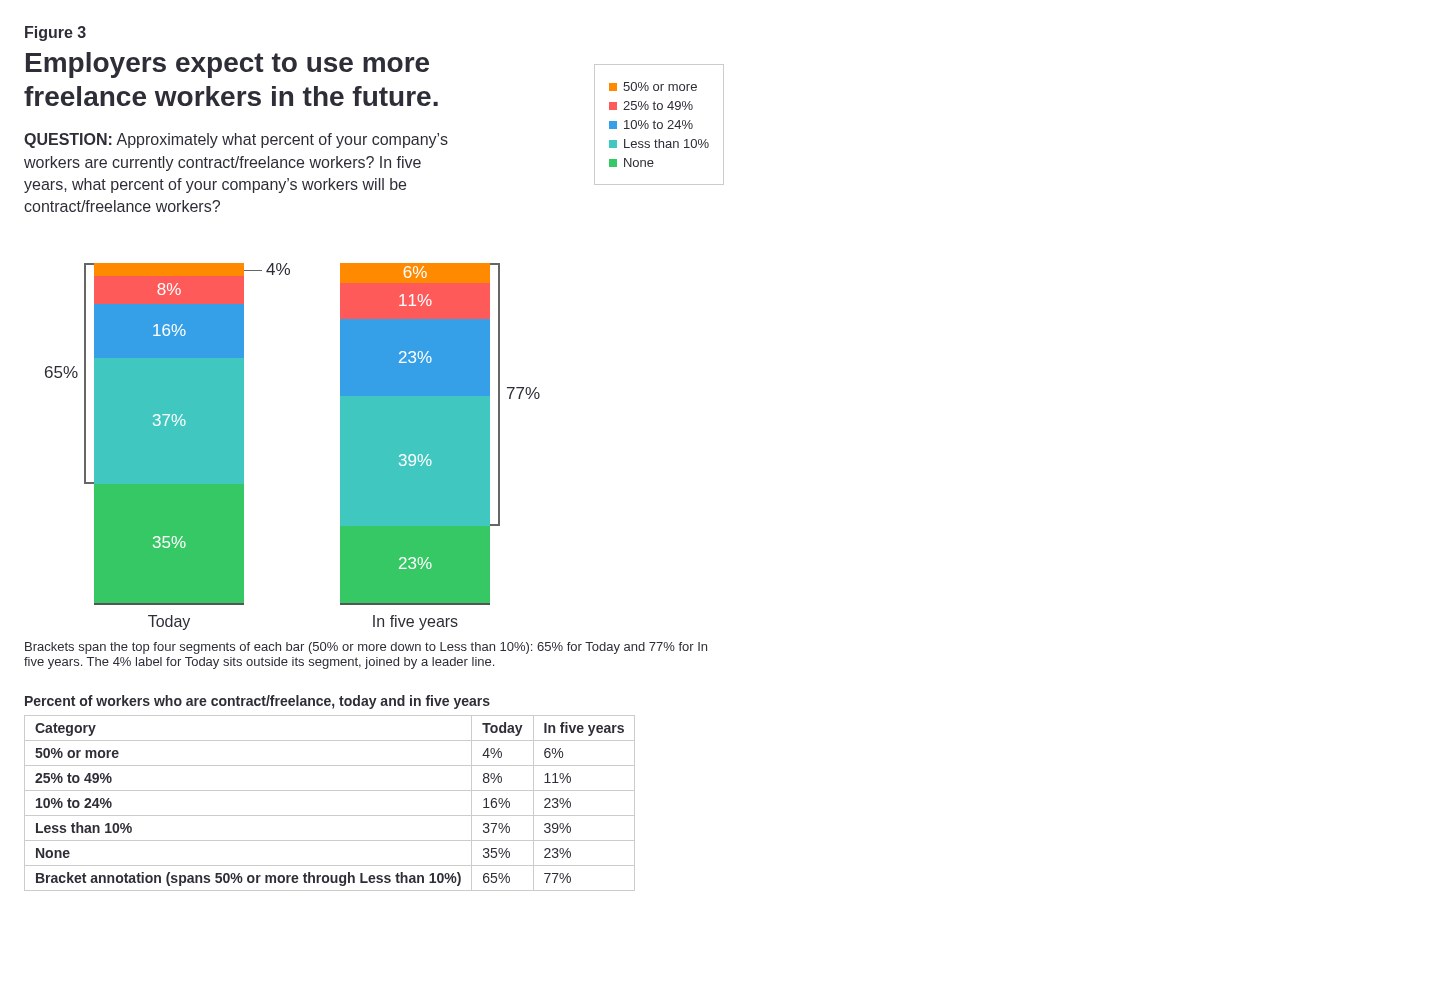 Figure 3
Employers expect to use more
freelance workers in the future.
QUESTION: Approximately what percent of your company’s
workers are currently contract/freelance workers? In five
years, what percent of your company’s workers will be
contract/freelance workers?
50% or more
25% to 49%
10% to 24%
Less than 10%
None
4%
8%
16%
65%
37%
35%
Today
6%
11%
23%
77%
39%
23%
In five years
Brackets span the top four segments of each bar (50% or more down to Less than 10%): 65% for Today and 77% for In
five years. The 4% label for Today sits outside its segment, joined by a leader line.
Percent of workers who are contract/freelance, today and in five years
Category Today In five years
50% or more 4% 6%
25% to 49% 8% 11%
10% to 24% 16% 23%
Less than 10% 37% 39%
None 35% 23%
Bracket annotation (spans 50% or more through Less than 10%) 65% 77%